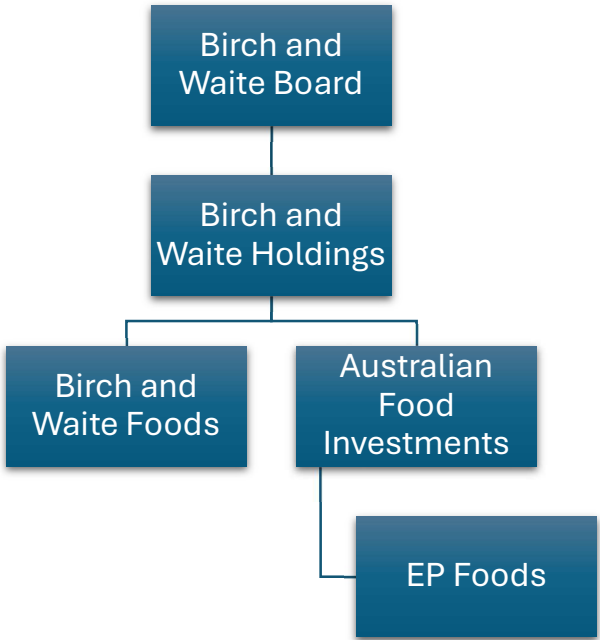 Birch and
Waite Board
Birch and
Waite Holdings
Birch and
Waite Foods
Australian
Food
Investments
EP Foods